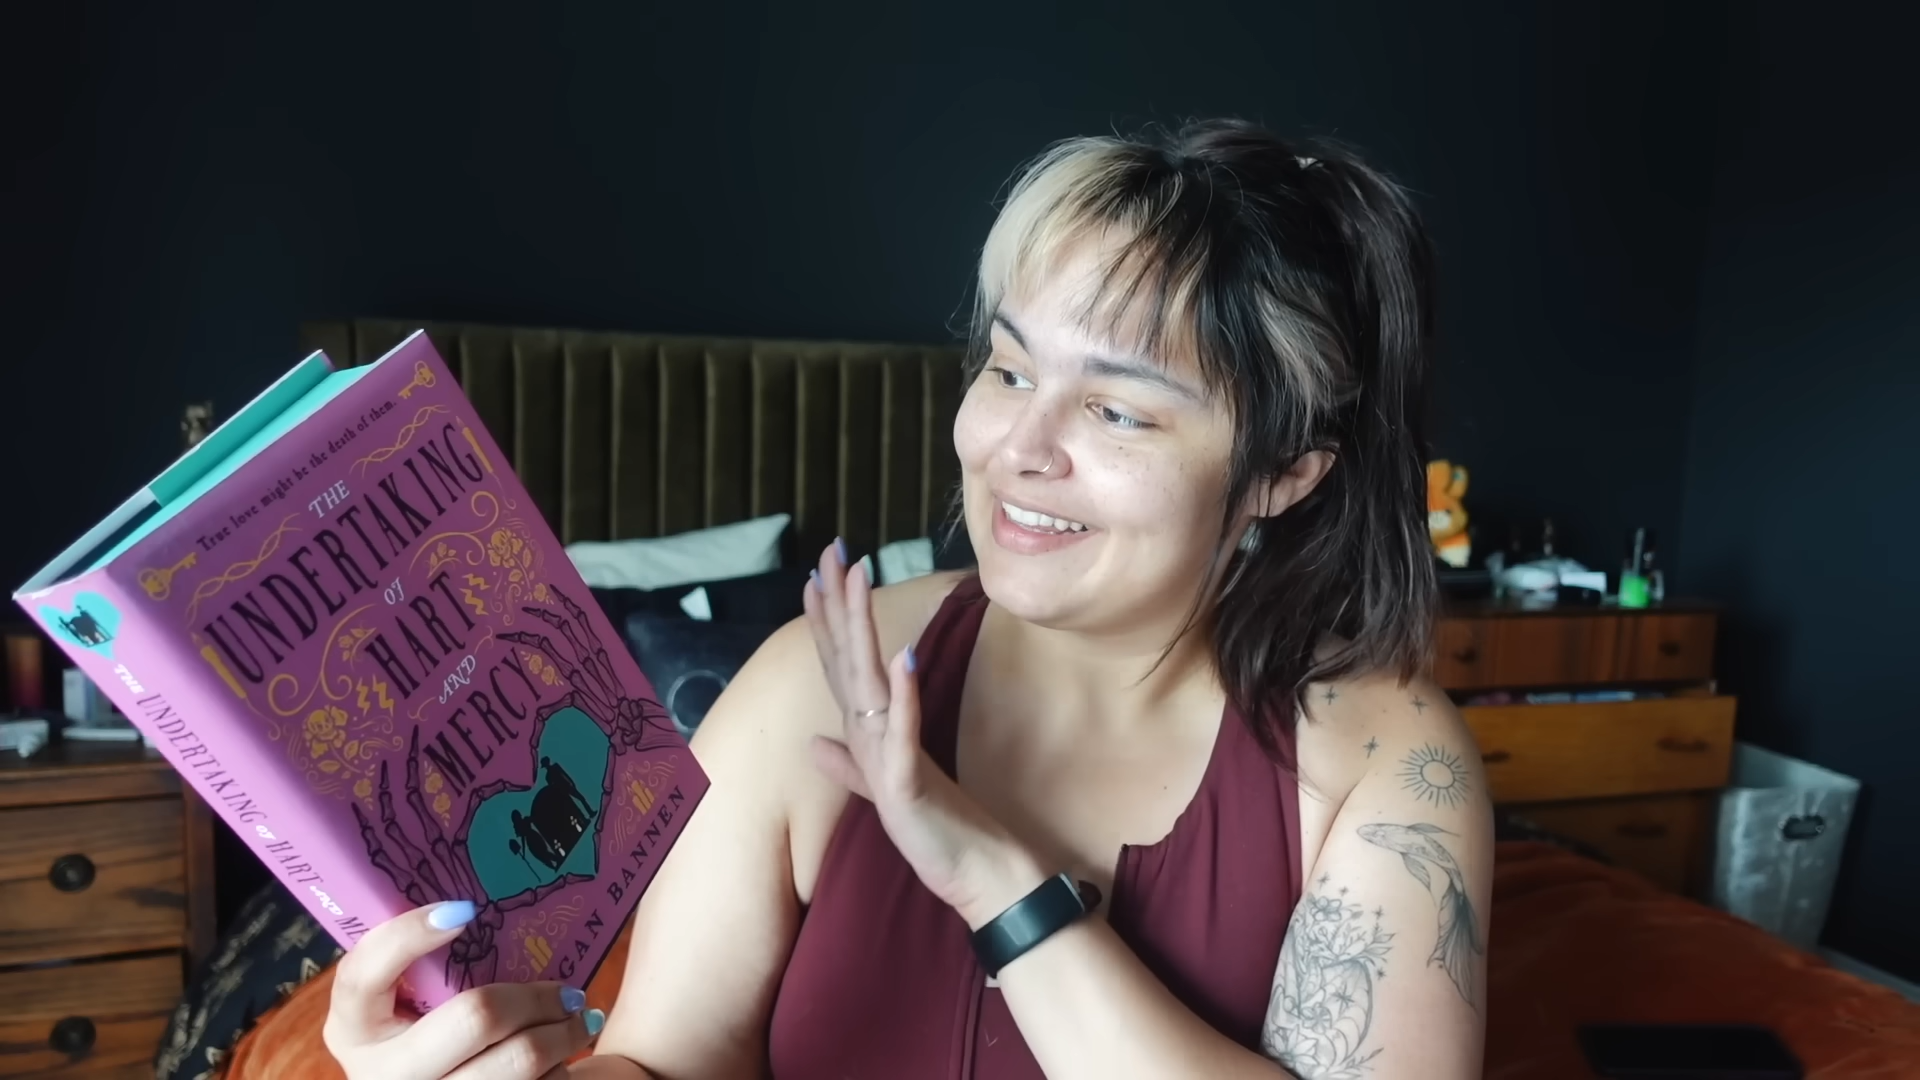 True love might be the death of them.
THE
UNDERTAKING
OF
HART
AND
MERCY
GAN BANNEN
THE UNDERTAKING OF HART AND ME